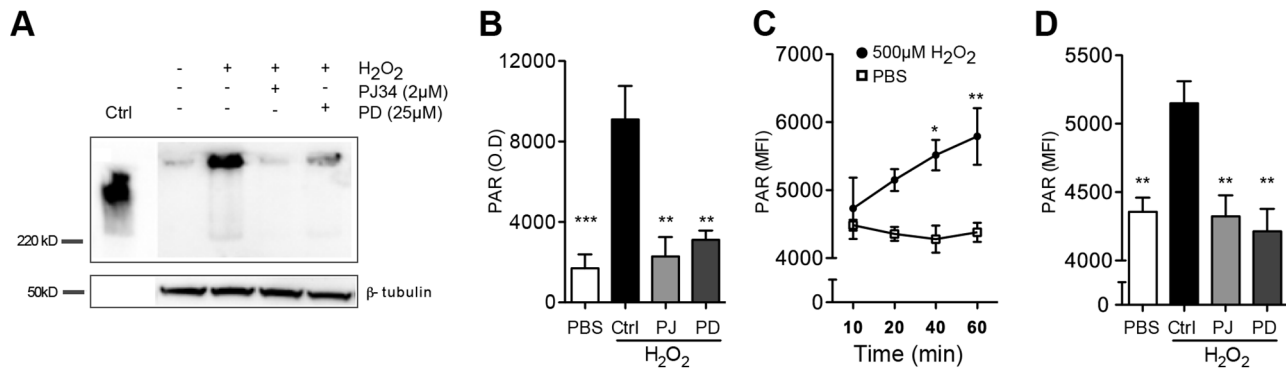 A
- + + + H2O2
- - + - PJ34 (2µM)
- - - + PD (25µM)
Ctrl
220 kD
50kD
β- tubulin
B
PAR (O.D)
12000
8000
4000
0
***
**
**
PBS Ctrl PJ PD
H2O2
C
500µM H2O2
PBS
PAR (MFI)
7000
6000
5000
4000
0
*
**
10 20 40 60
Time (min)
D
PAR (MFI)
5500
5000
4500
4000
0
**
**
**
PBS Ctrl PJ PD
H2O2